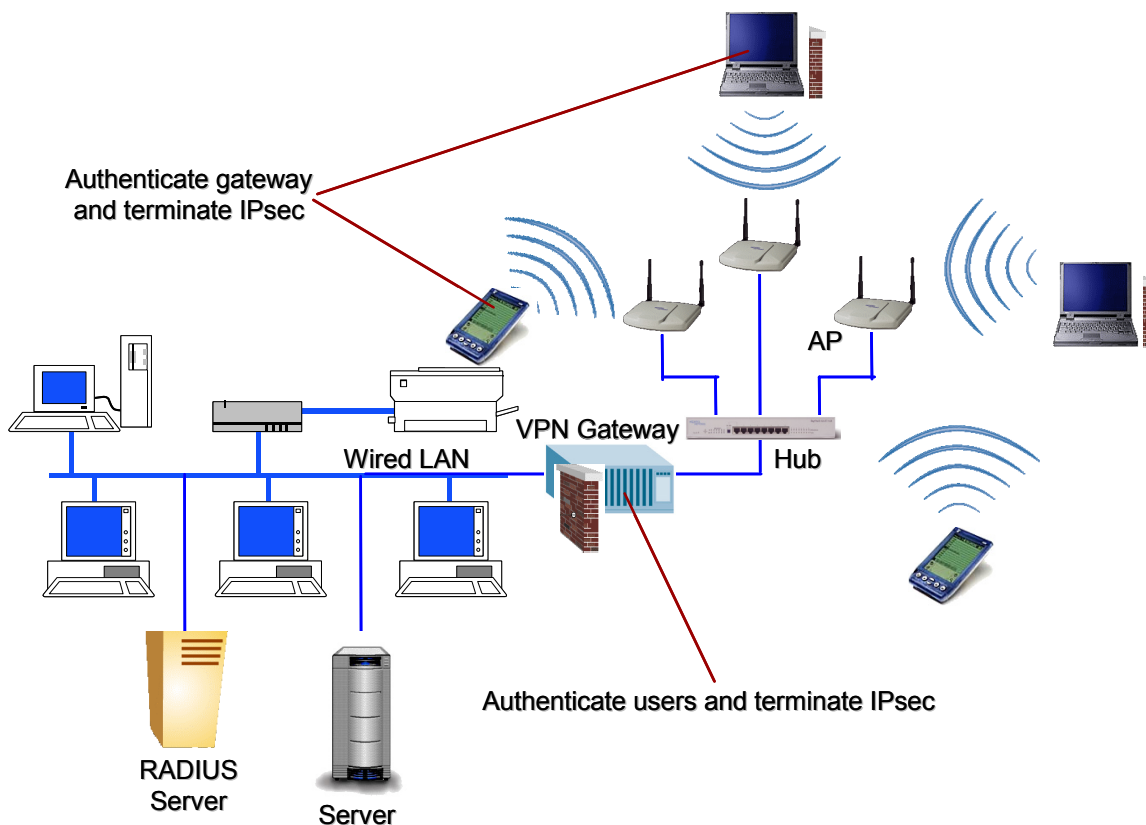 Authenticate gateway
and terminate IPsec
AP
VPN Gateway
Wired LAN
Hub
Authenticate users and terminate IPsec
RADIUS
Server
Server